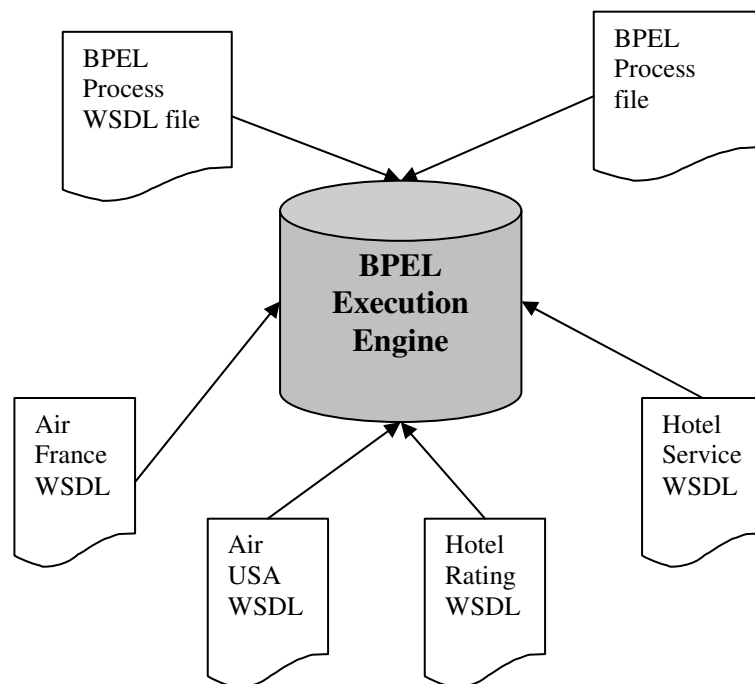 BPEL
Process
WSDL file
BPEL
Process
file
BPEL
Execution
Engine
Air
France
WSDL
Hotel
Service
WSDL
Air
USA
WSDL
Hotel
Rating
WSDL